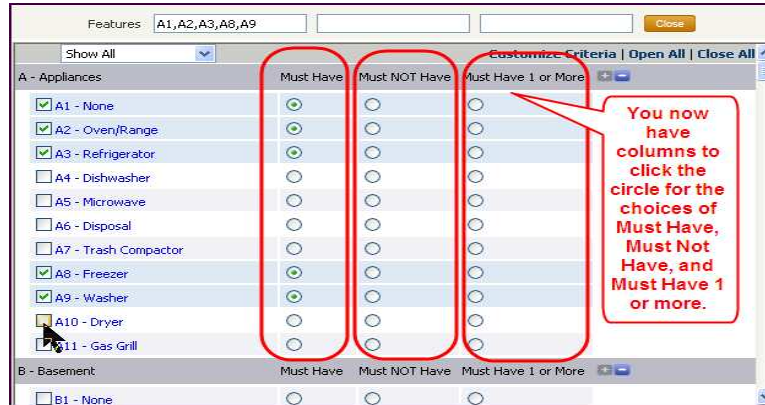 Features A1,A2,A3,A8,A9 Close
Show All Customize Criteria | Open All | Close All
A - Appliances Must Have Must NOT Have Must Have 1 or More
A1 - None
A2 - Oven/Range
A3 - Refrigerator
A4 - Dishwasher
A5 - Microwave
A6 - Disposal
A7 - Trash Compactor
A8 - Freezer
A9 - Washer
A10 - Dryer
A11 - Gas Grill
B - Basement Must Have Must NOT Have Must Have 1 or More
B1 - None
You now
have
columns to
click the
circle for the
choices of
Must Have,
Must Not
Have, and
Must Have 1
or more.